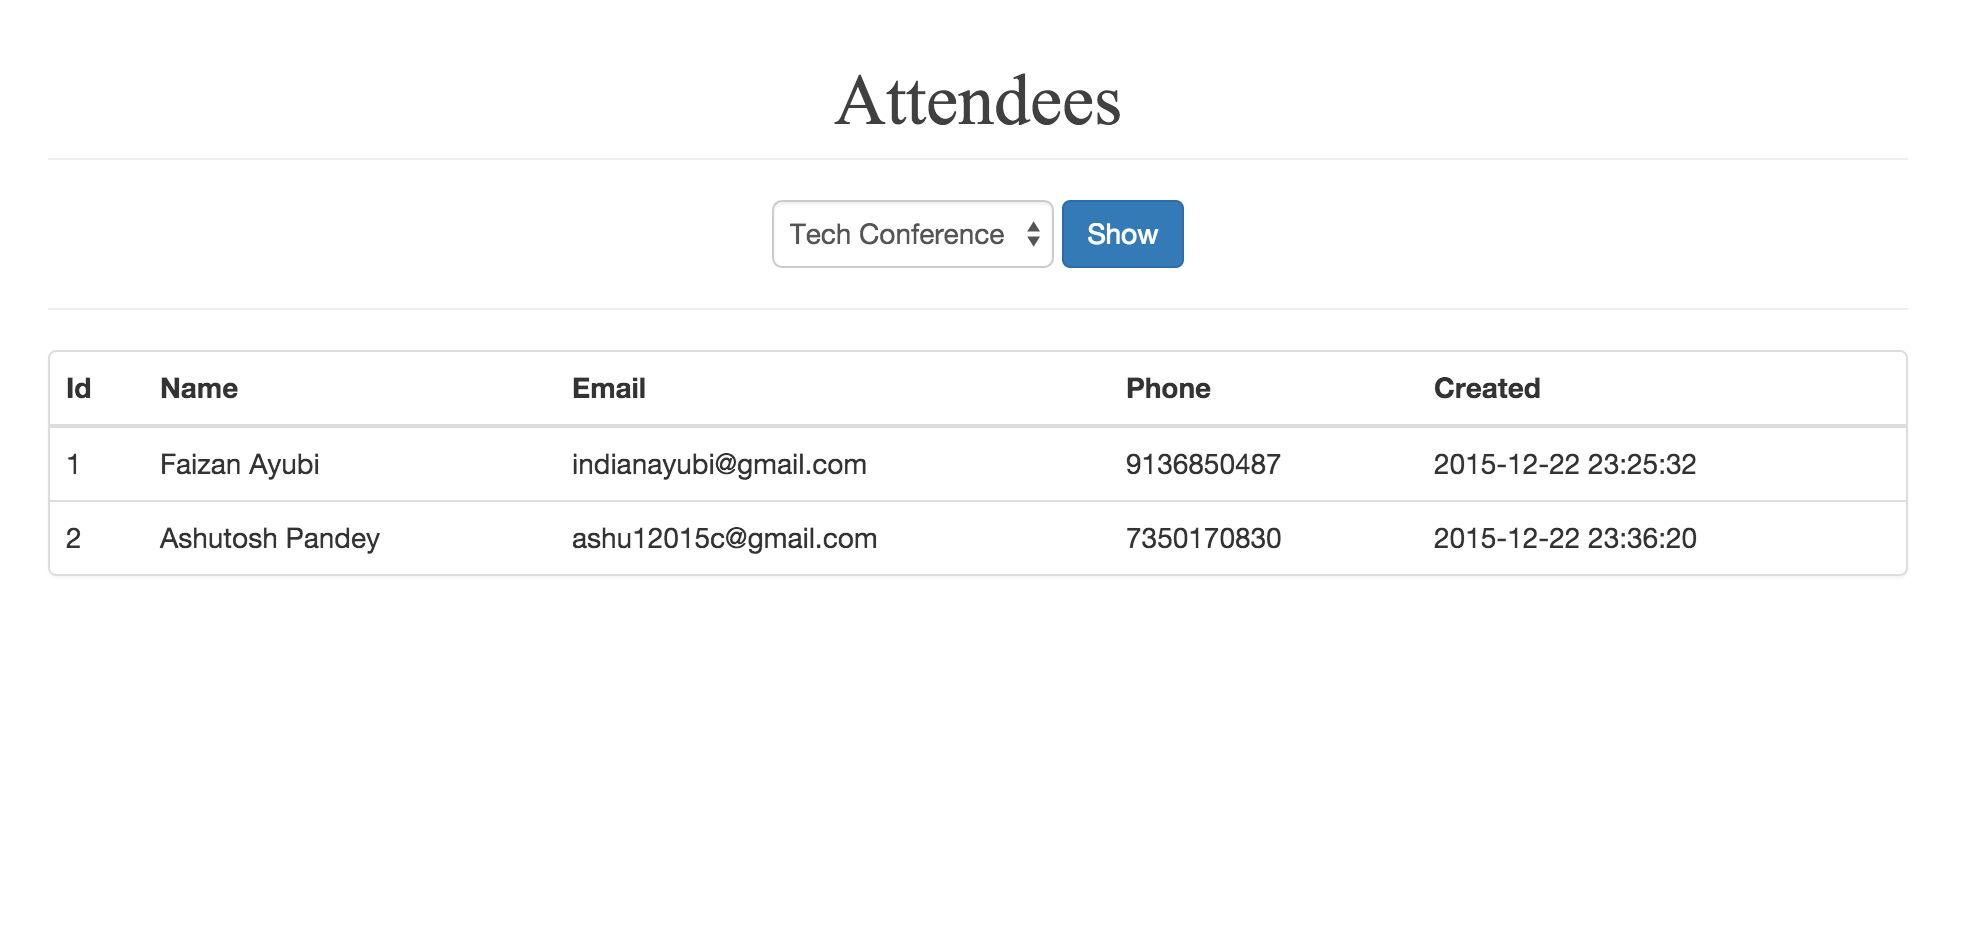 Attendees
Tech Conference Show
Id Name Email Phone Created
1 Faizan Ayubi indianayubi@gmail.com 9136850487 2015-12-22 23:25:32
2 Ashutosh Pandey ashu12015c@gmail.com 7350170830 2015-12-22 23:36:20